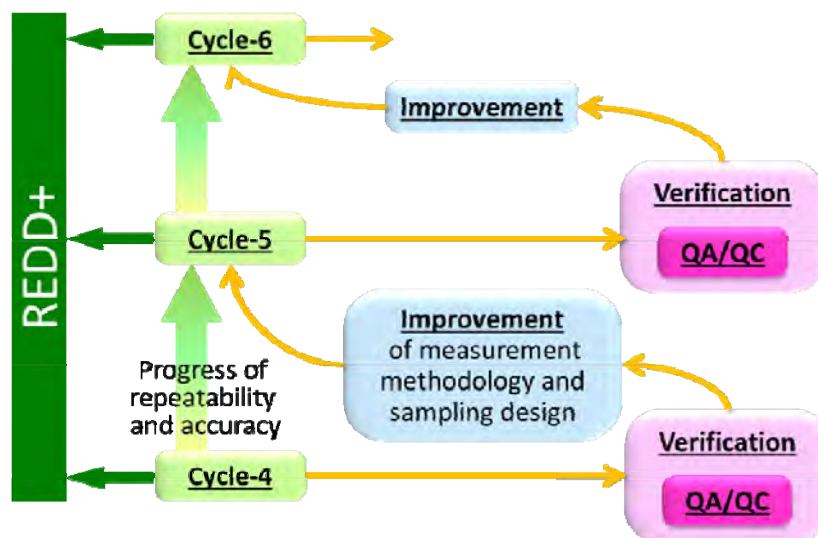 Cycle-6
Improvement
Verification
QA/QC
Cycle-5
REDD+
Improvement
of measurement
methodology and
sampling design
Progress of
repeatability
and accuracy
Verification
QA/QC
Cycle-4